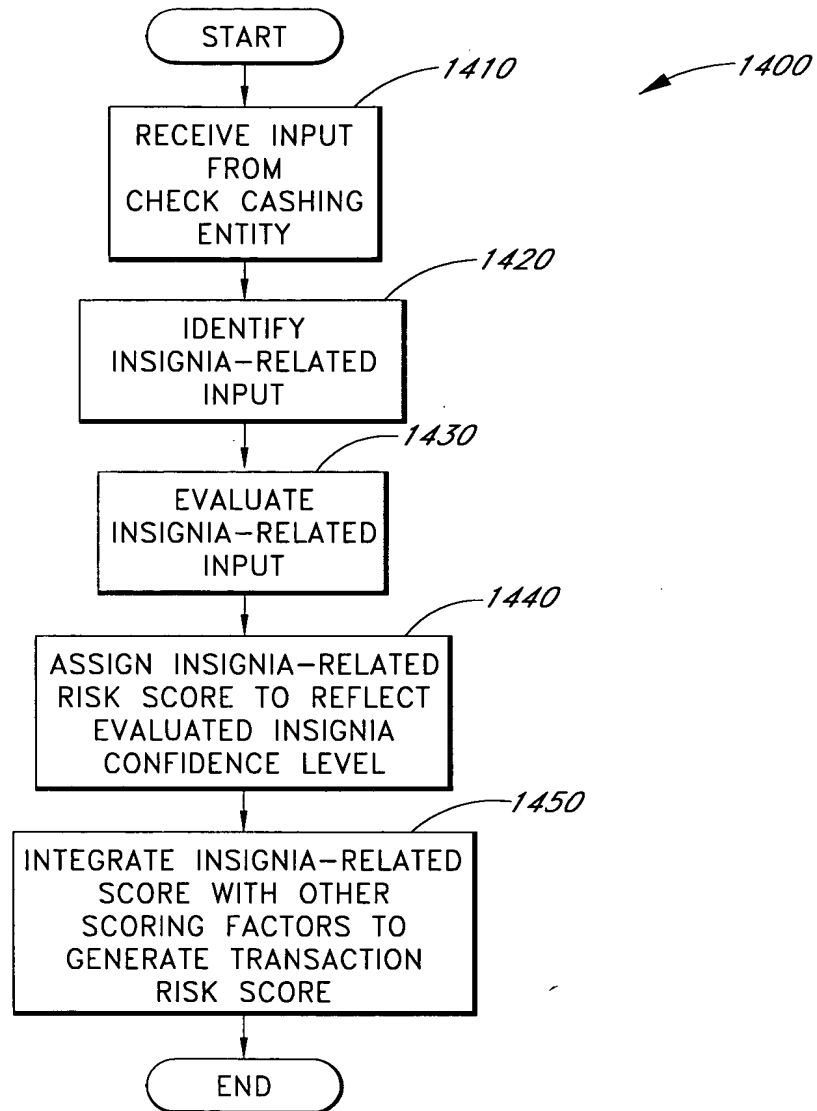 START
1410
1400
RECEIVE INPUT
FROM
CHECK CASHING
ENTITY
1420
IDENTIFY
INSIGNIA-RELATED
INPUT
1430
EVALUATE
INSIGNIA-RELATED
INPUT
1440
ASSIGN INSIGNIA-RELATED
RISK SCORE TO REFLECT
EVALUATED INSIGNIA
CONFIDENCE LEVEL
1450
INTEGRATE INSIGNIA-RELATED
SCORE WITH OTHER
SCORING FACTORS TO
GENERATE TRANSACTION
RISK SCORE
END